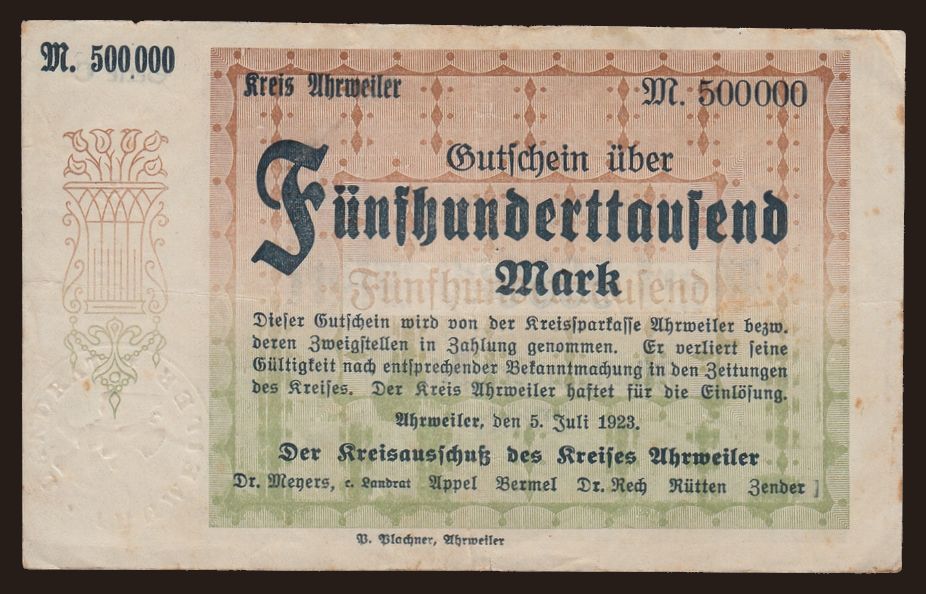 M. 500000
Kreis Ahrweiler
M. 500000
Gutschein über
Fünfhunderttausend
Mark
Fünfhunderttausend
Dieser Gutschein wird von der Kreissparkasse Ahrweiler bezw.
deren Zweigstellen in Zahlung genommen. Er verliert seine
Gültigkeit nach entsprechender Bekanntmachung in den Zeitungen
des Kreises. Der Kreis Ahrweiler haftet für die Einlösung.
Ahrweiler, den 5. Juli 1923.
Der Kreisausschuß des Kreises Ahrweiler
Dr. Meyers, c. Landrat Appel Bermel Dr. Rech Rütten Zender
P. Plachner, Ahrweiler